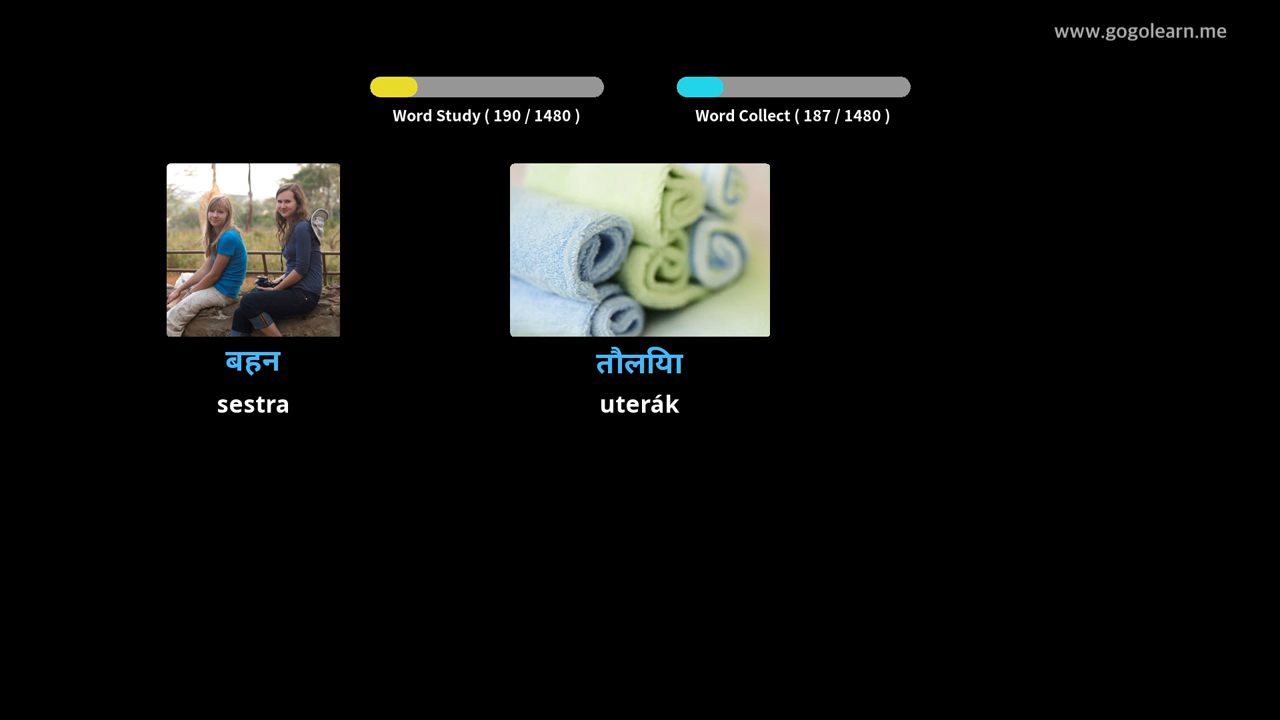 www.gogolearn.me
Word Study ( 190 / 1480 )
Word Collect ( 187 / 1480 )
बहन
तौलिया
sestra
uterák